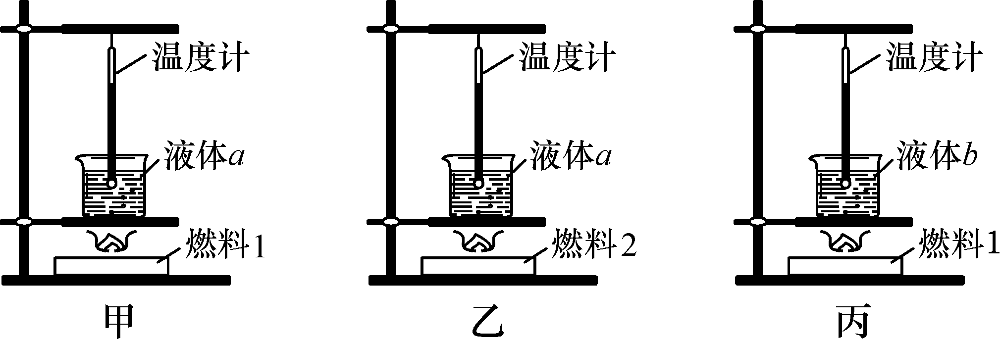 温度计 温度计 温度计
液体a 液体a 液体b
燃料1 燃料2 燃料1
甲 乙 丙